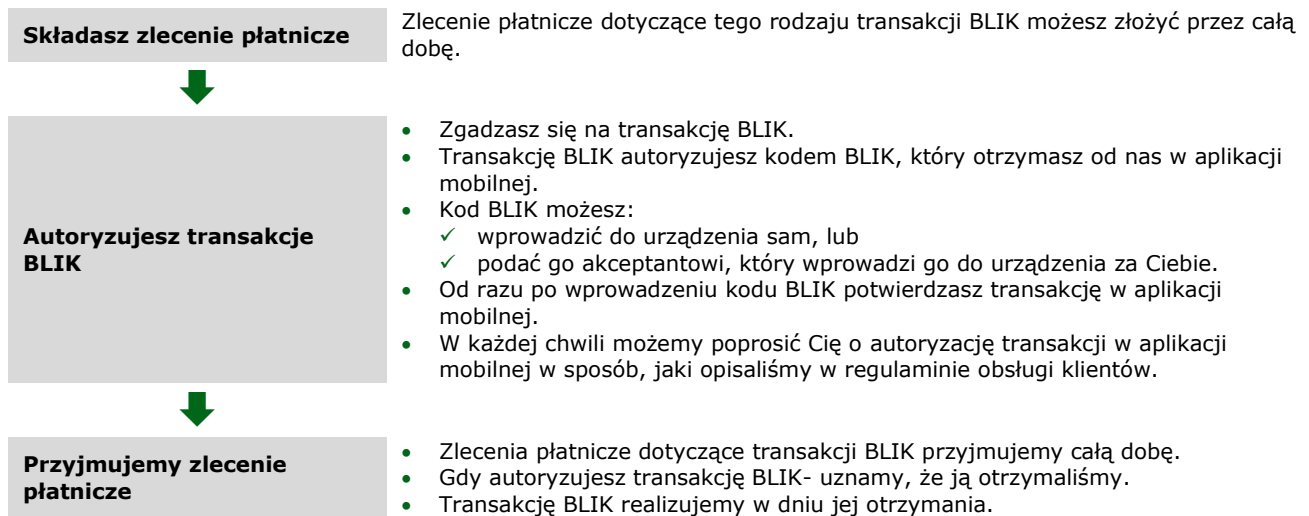 Składasz zlecenie płatnicze
Zlecenie płatnicze dotyczące tego rodzaju transakcji BLIK możesz złożyć przez całą
dobę.
Autoryzujesz transakcje
BLIK
• Zgadzasz się na transakcję BLIK.
• Transakcję BLIK autoryzujesz kodem BLIK, który otrzymasz od nas w aplikacji
mobilnej.
• Kod BLIK możesz:
✓ wprowadzić do urządzenia sam, lub
✓ podać go akceptantowi, który wprowadzi go do urządzenia za Ciebie.
• Od razu po wprowadzeniu kodu BLIK potwierdzasz transakcję w aplikacji
mobilnej.
• W każdej chwili możemy poprosić Cię o autoryzację transakcji w aplikacji
mobilnej w sposób, jaki opisaliśmy w regulaminie obsługi klientów.
Przyjmujemy zlecenie
płatnicze
• Zlecenia płatnicze dotyczące transakcji BLIK przyjmujemy całą dobę.
• Gdy autoryzujesz transakcję BLIK- uznamy, że ją otrzymaliśmy.
• Transakcję BLIK realizujemy w dniu jej otrzymania.